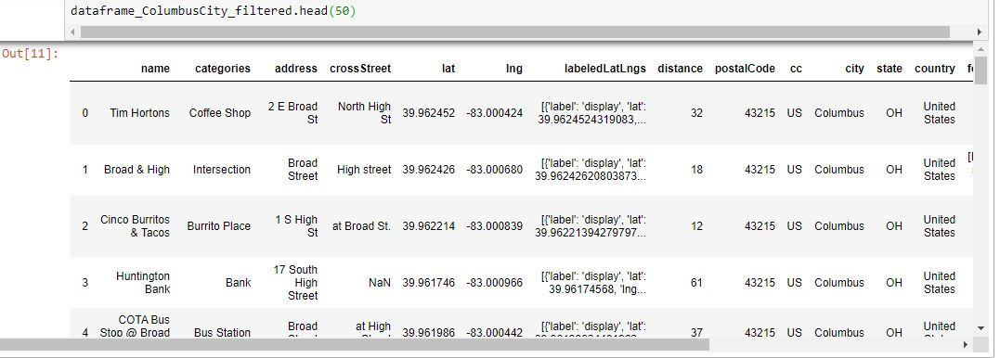 dataframe_ColumbusCity_filtered.head(50)
Out[11]:
name categories address crossStreet lat lng labeledLatLngs distance postalCode cc city state country
0 Tim Hortons Coffee Shop 2 E Broad St North High St 39.962452 -83.000424 [{'label': 'display', 'lat': 39.9624524319083,... 32 43215 US Columbus OH United States
1 Broad & High Intersection Broad Street High street 39.962426 -83.000680 [{'label': 'display', 'lat': 39.96242620803873... 18 43215 US Columbus OH United States
2 Cinco Burritos & Tacos Burrito Place 1 S High St at Broad St. 39.962214 -83.000839 [{'label': 'display', 'lat': 39.96221394279797... 12 43215 US Columbus OH United States
3 Huntington Bank Bank 17 South High Street NaN 39.961746 -83.000966 [{'label': 'display', 'lat': 39.96174568, 'lng... 61 43215 US Columbus OH United States
4 COTA Bus Stop @ Broad Bus Station Broad at High 39.961986 -83.000442 [{'label': 'display', 'lat': 37 43215 US Columbus OH United States